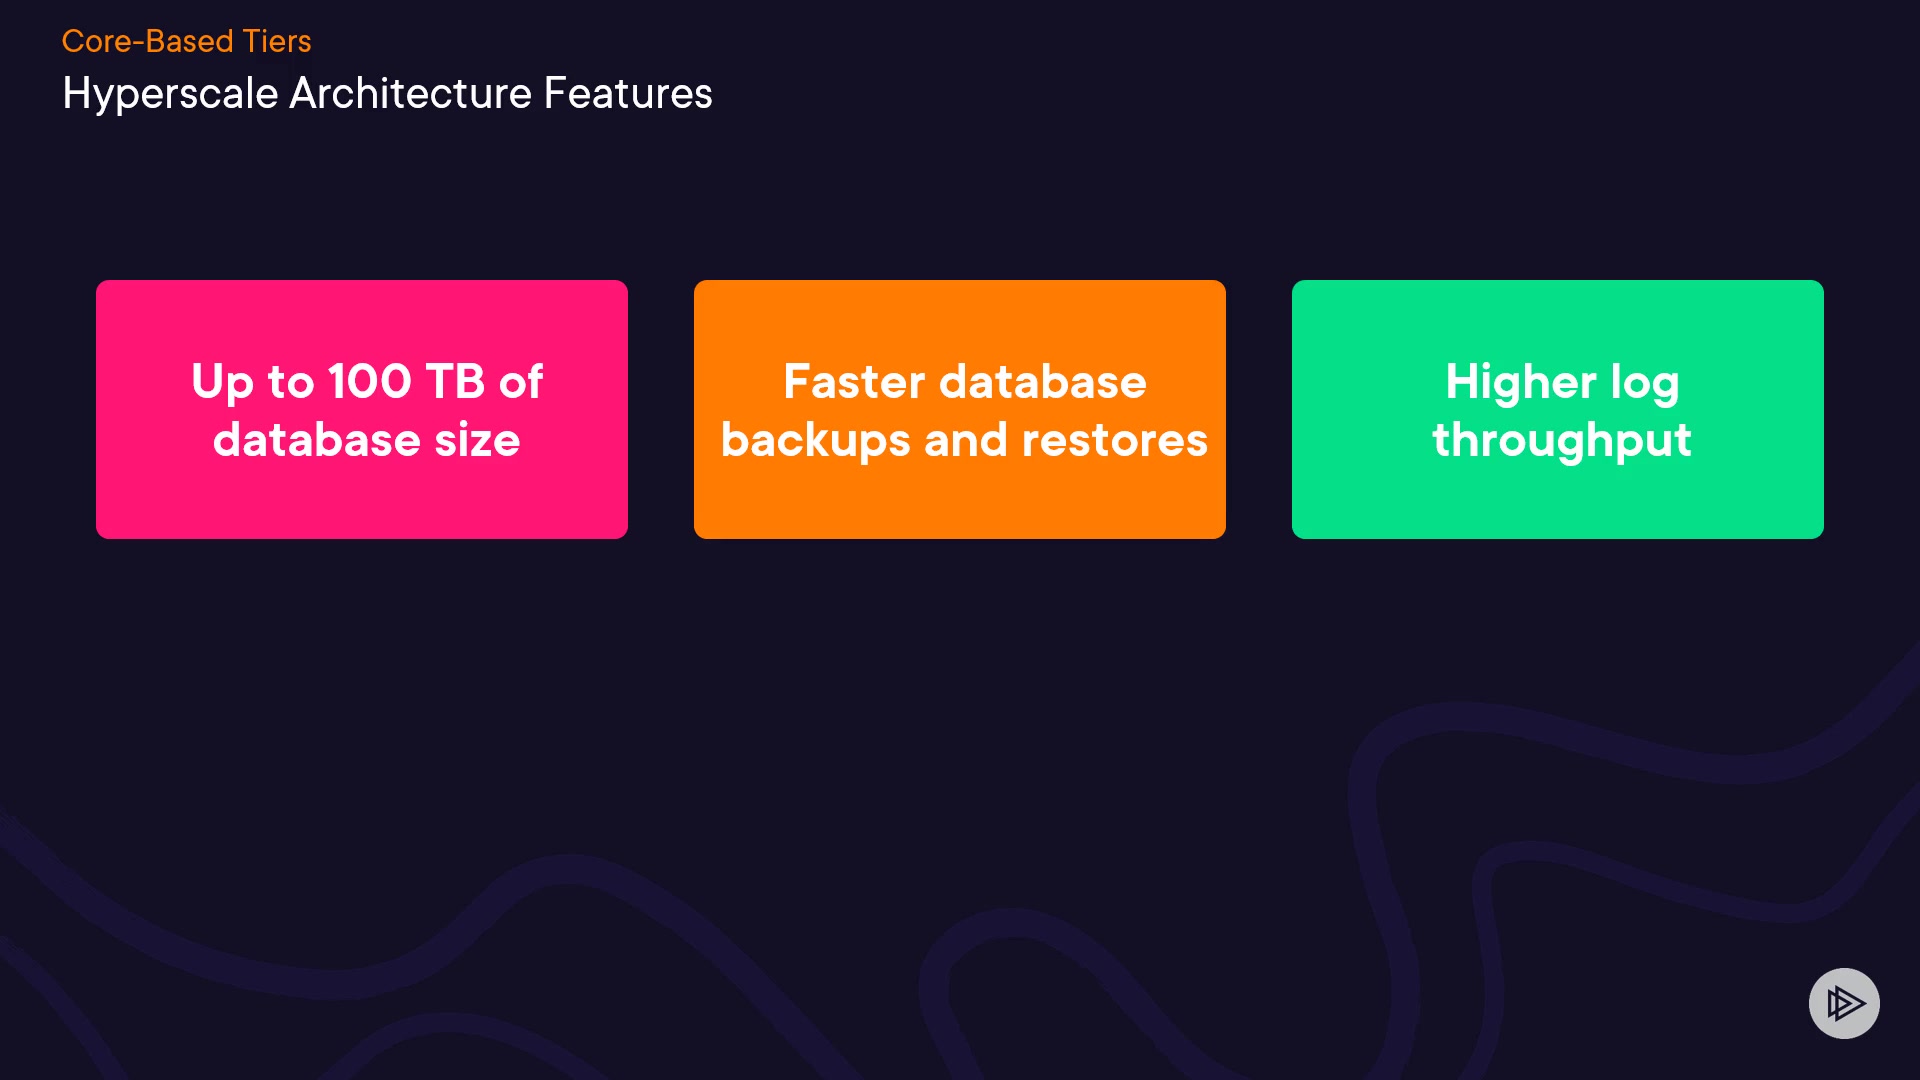 Core-Based Tiers
Hyperscale Architecture Features
Up to 100 TB of
database size
Faster database
backups and restores
Higher log
throughput